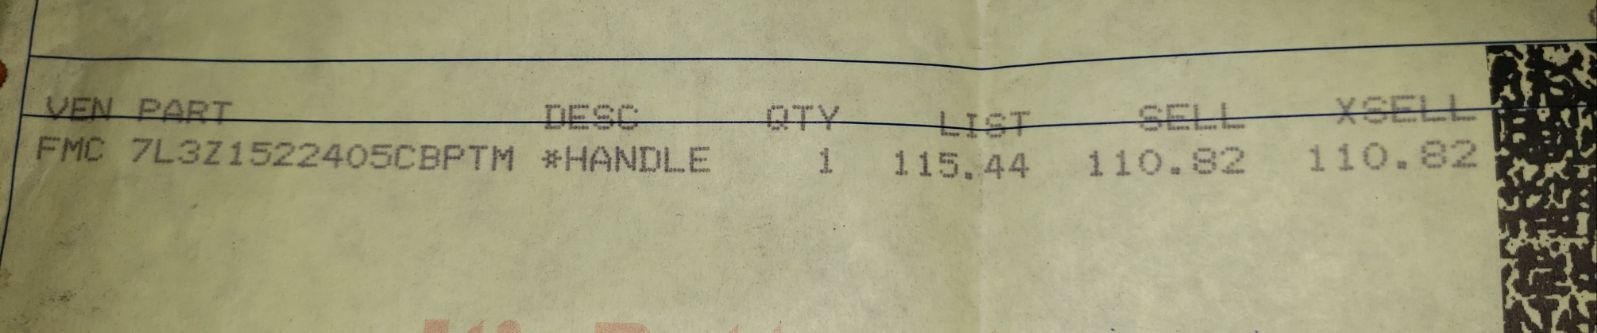 VEN PART DESC QTY LIST SELL XSELL
FMC 7L3Z1522405CBPTM *HANDLE 1 115.44 110.82 110.82